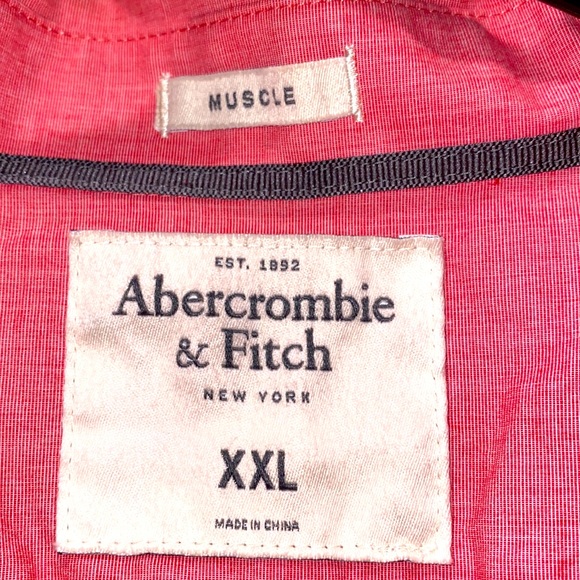 MUSCLE
EST. 1892
Abercrombie
& Fitch
NEW YORK
XXL
MADE IN CHINA